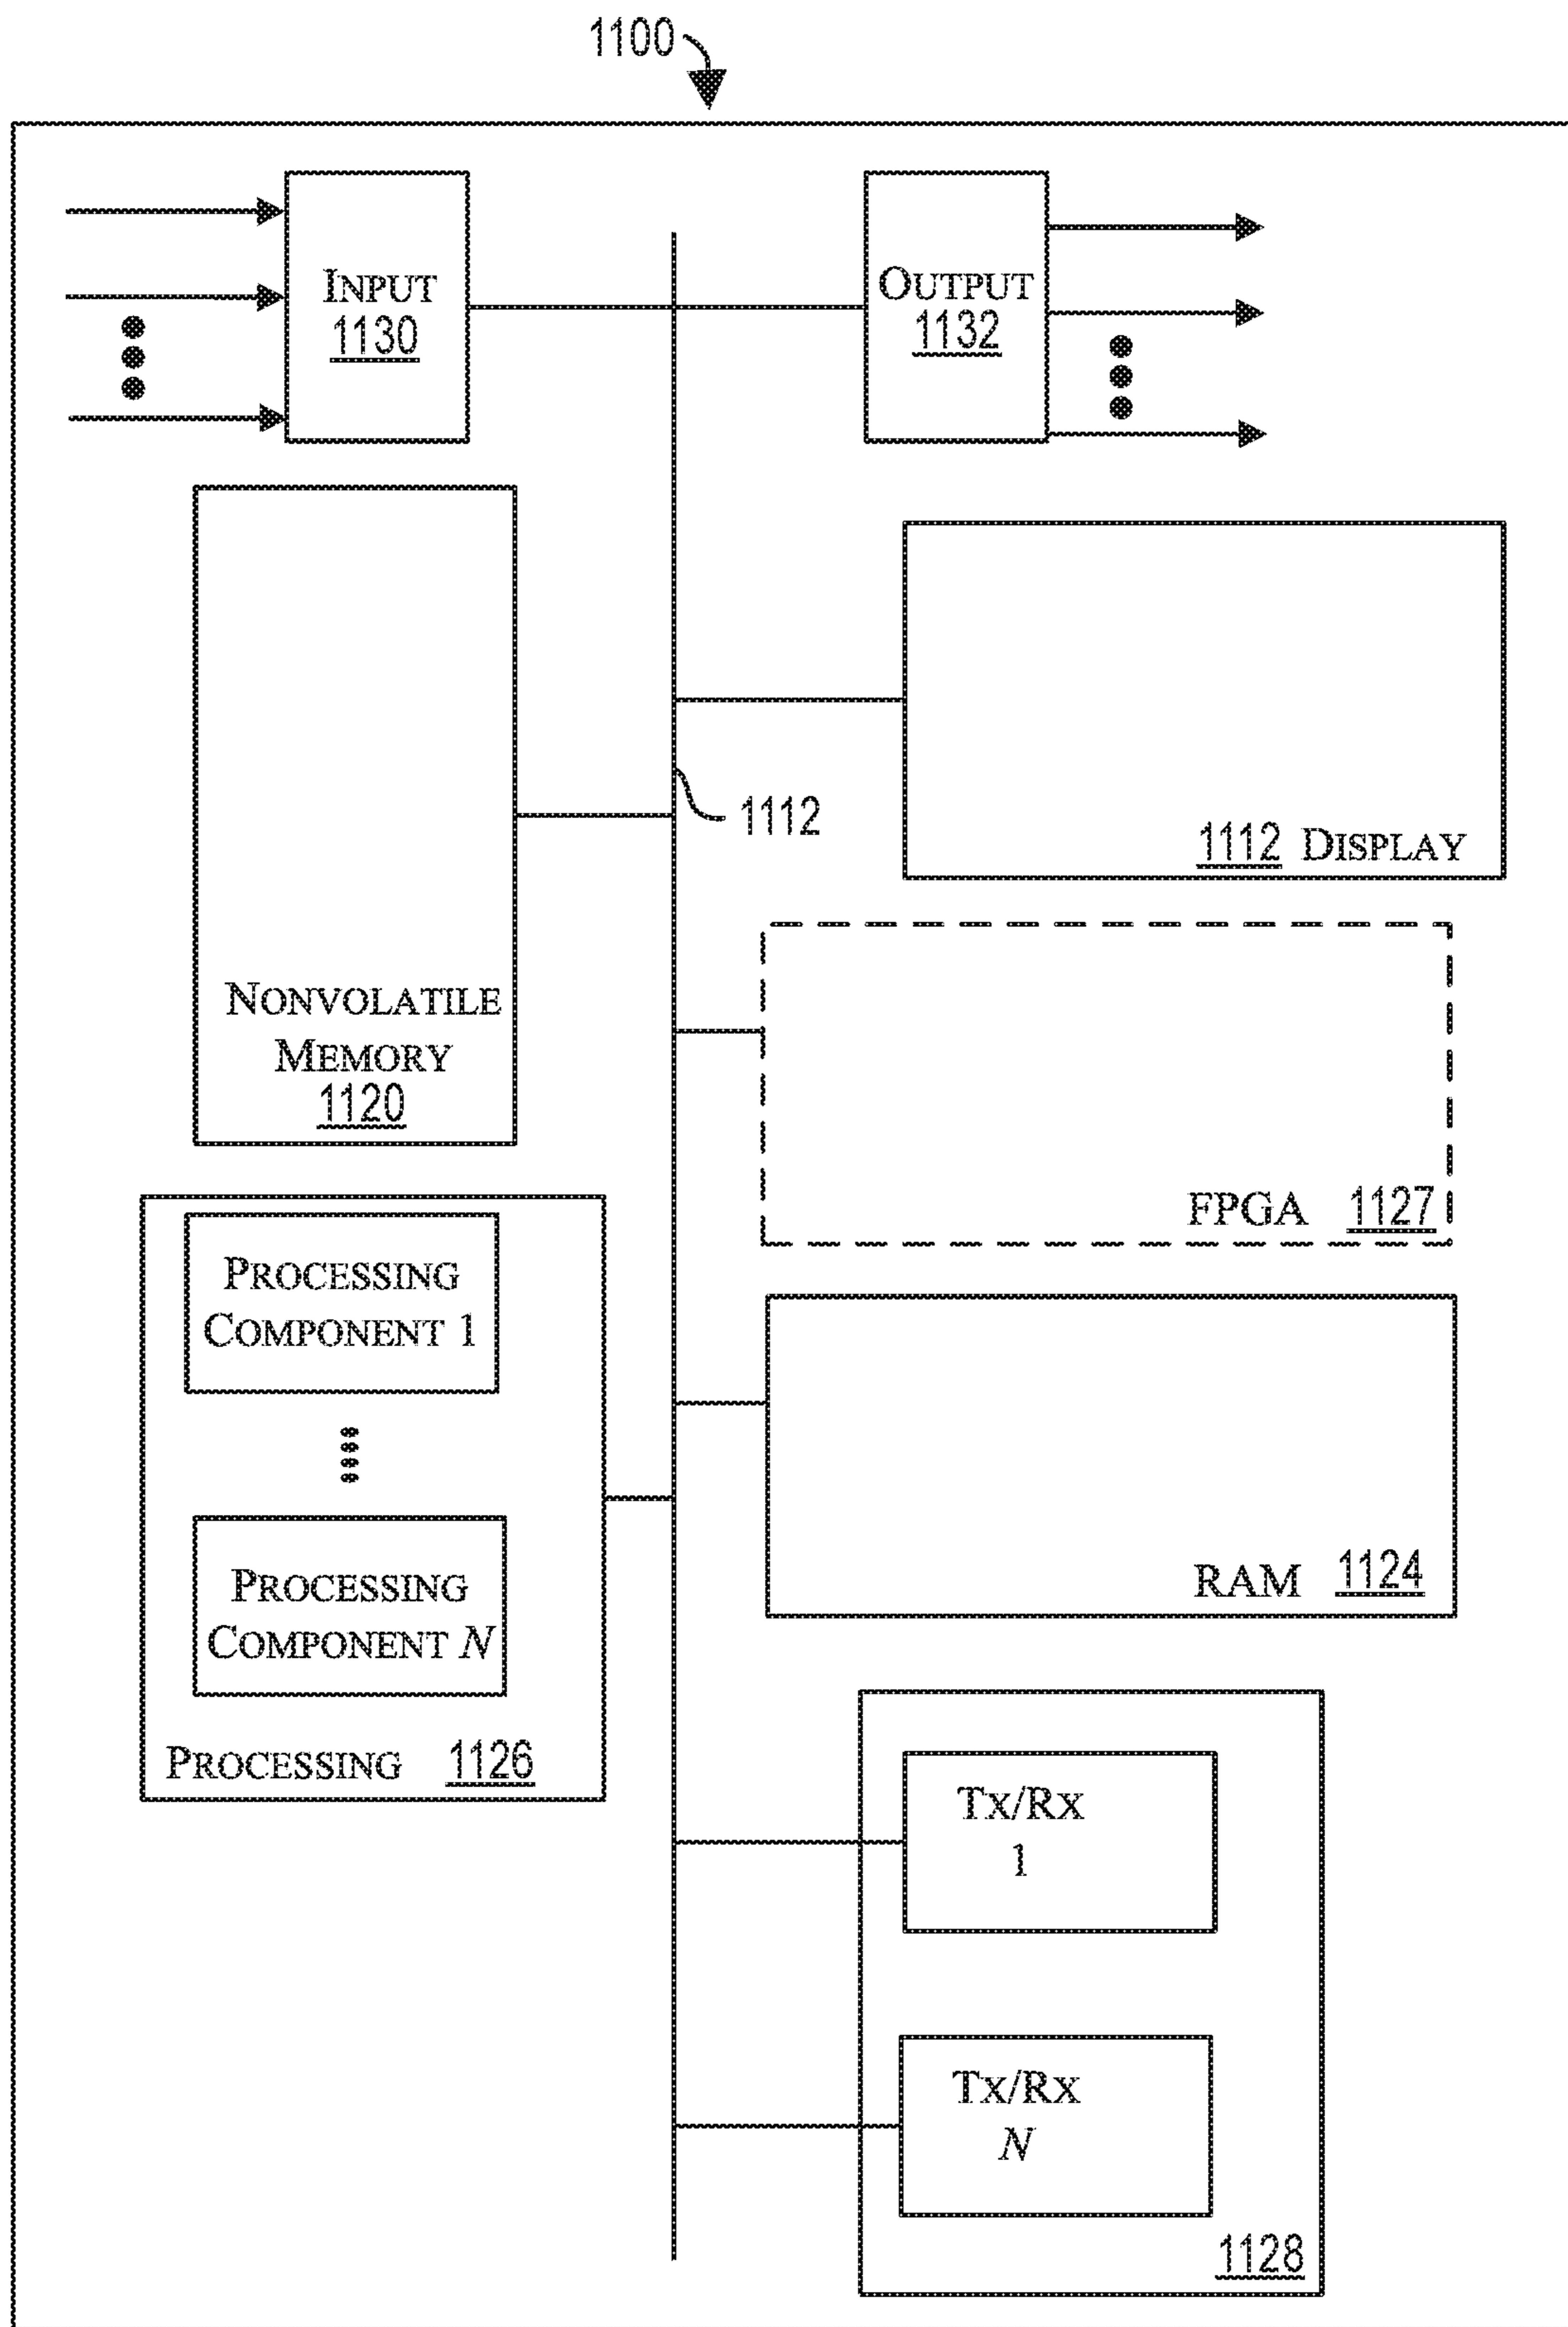 1100
INPUT
1130
OUTPUT
1132
1112
1112 DISPLAY
NONVOLATILE
MEMORY
1120
FPGA 1127
PROCESSING
COMPONENT 1
PROCESSING
COMPONENT N
PROCESSING 1126
RAM 1124
TX/RX
1
TX/RX
N
1128